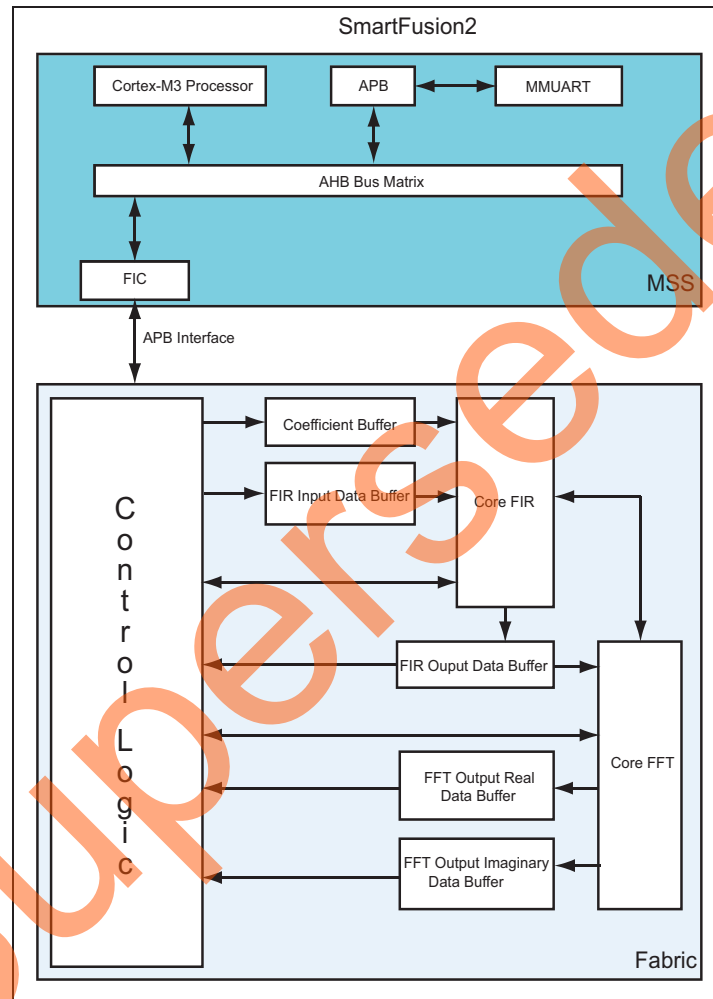 SmartFusion2
Cortex-M3 Processor
APB
MMUART
AHB Bus Matrix
FIC
MSS
APB Interface
Control Logic
Coefficient Buffer
FIR Input Data Buffer
Core FIR
FIR Ouput Data Buffer
Core FFT
FFT Output Real
Data Buffer
FFT Output Imaginary
Data Buffer
Fabric